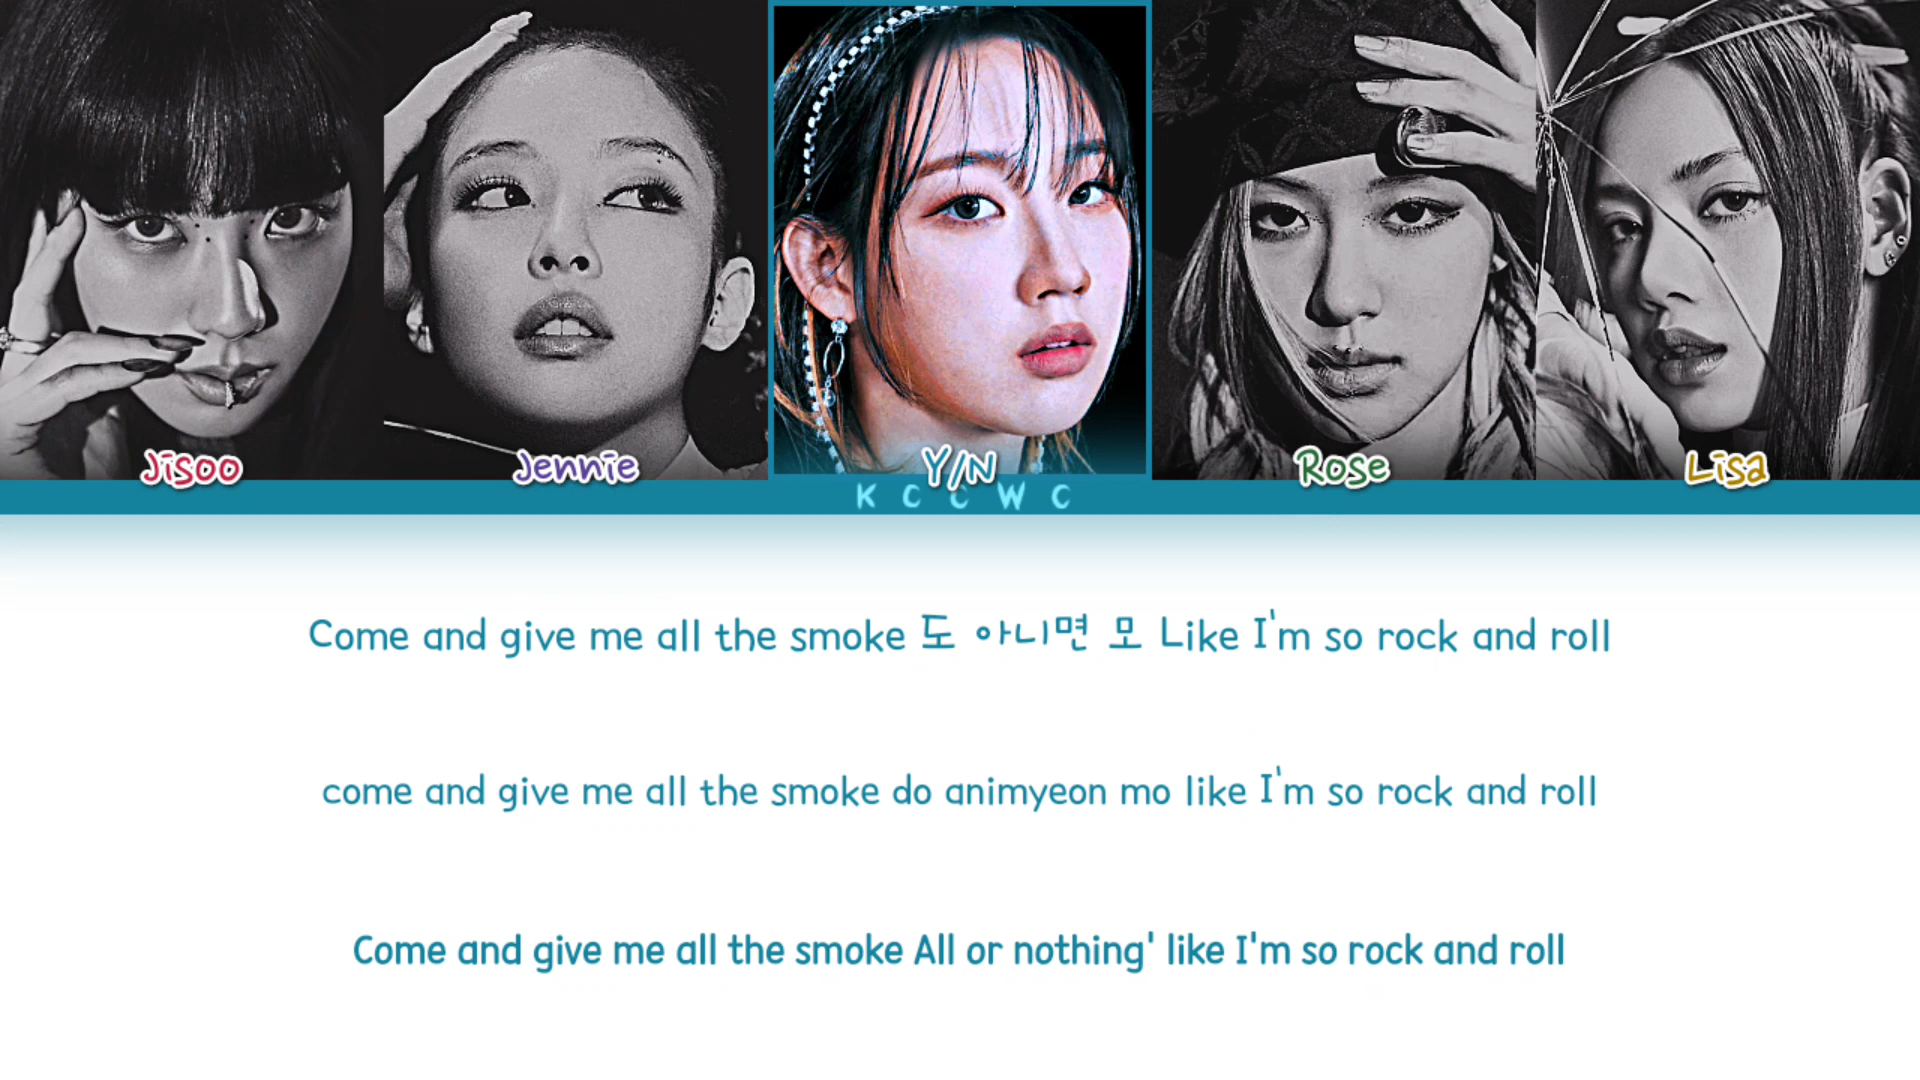 Jisoo
Jennie
Y/N
Rose
Lisa
K C C W C
Come and give me all the smoke 도 아니면 모 Like I'm so rock and roll
come and give me all the smoke do animyeon mo like I'm so rock and roll
Come and give me all the smoke All or nothing' like I'm so rock and roll